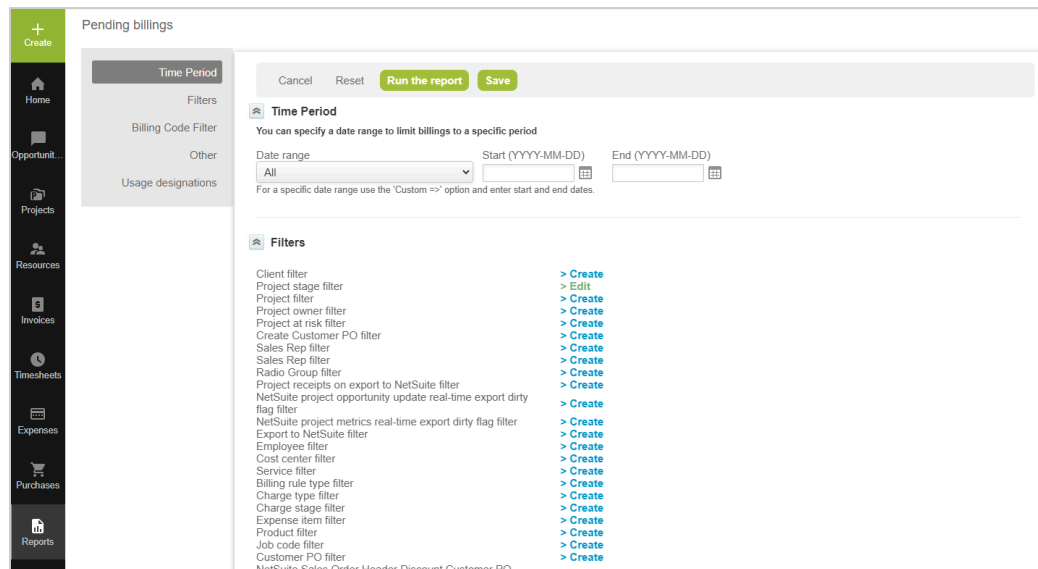 Pending billings
Create
Home
Opportunit...
Projects
Resources
Invoices
Timesheets
Expenses
Purchases
Reports
Time Period
Filters
Billing Code Filter
Other
Usage designations
Cancel Reset Run the report Save
Time Period
You can specify a date range to limit billings to a specific period
Date range Start (YYYY-MM-DD) End (YYYY-MM-DD)
All
For a specific date range use the 'Custom =>' option and enter start and end dates.
Filters
Client filter > Create
Project stage filter > Edit
Project filter > Create
Project owner filter > Create
Project at risk filter > Create
Create Customer PO filter > Create
Sales Rep filter > Create
Sales Rep filter > Create
Radio Group filter > Create
Project receipts on export to NetSuite filter > Create
NetSuite project opportunity update real-time export dirty
flag filter > Create
NetSuite project metrics real-time export dirty flag filter > Create
Export to NetSuite filter > Create
Employee filter > Create
Cost center filter > Create
Service filter > Create
Billing rule type filter > Create
Charge type filter > Create
Charge stage filter > Create
Expense item filter > Create
Product filter > Create
Job code filter > Create
Customer PO filter > Create
NetSuite Sales Order Header Discount Customer PO